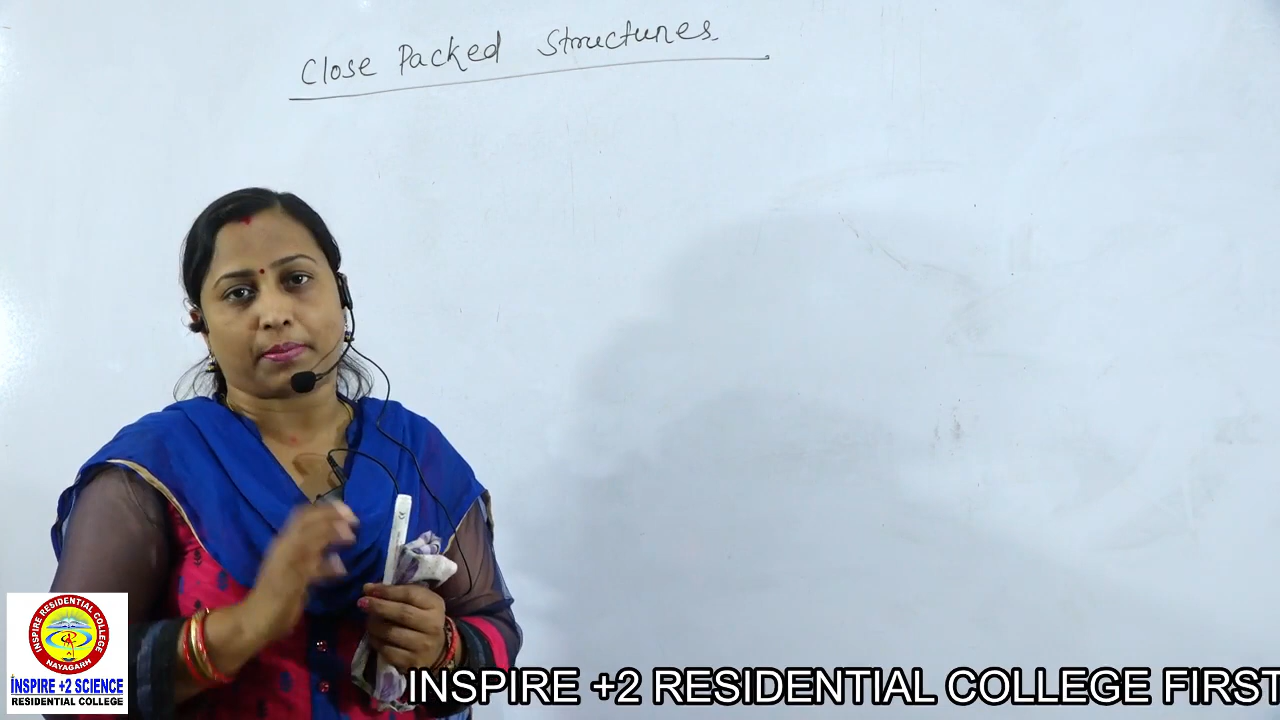 Close Packed Structures
INSPIRE RESIDENTIAL COLLEGE
NAYAGARH
INSPIRE +2 SCIENCE
RESIDENTIAL COLLEGE
INSPIRE +2 RESIDENTIAL COLLEGE FIRST